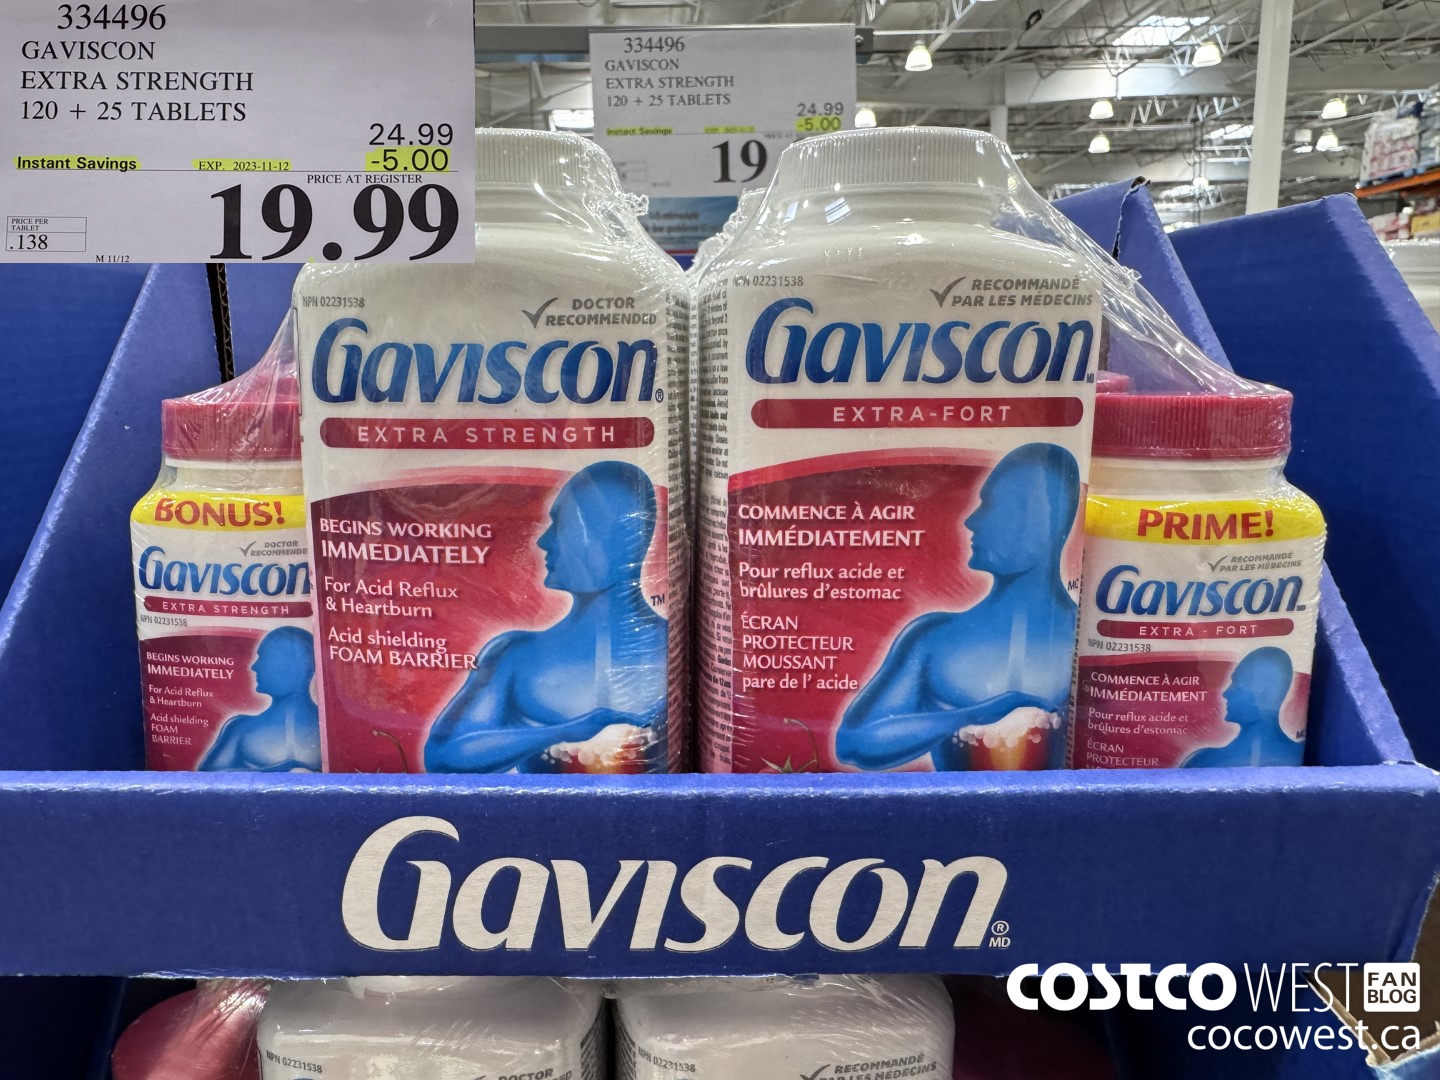 334496
GAVISCON
EXTRA STRENGTH
120 + 25 TABLETS
24.99
Instant Savings EXP. 2023-11-12 -5.00
PRICE AT REGISTER
19.99
PRICE PER
TABLET
.138
M 11/12
334496
GAVISCON
EXTRA STRENGTH
120 + 25 TABLETS
24.99
Instant Savings -5.00
19
NPN 02231538
DOCTOR
RECOMMENDED
Gaviscon®
EXTRA STRENGTH
BEGINS WORKING
IMMEDIATELY
For Acid Reflux
& Heartburn
Acid shielding
FOAM BARRIER
TM
NPN 02231538
RECOMMANDÉ
PAR LES MÉDECINS
Gaviscon MD
EXTRA-FORT
COMMENCE À AGIR
IMMÉDIATEMENT
Pour reflux acide et
brûlures d'estomac
ÉCRAN
PROTECTEUR
MOUSSANT
pare de l' acide
MC
BONUS!
DOCTOR
RECOMMENDE
Gaviscon
EXTRA STRENGTH
NPN 02231538
BEGINS WORKING
IMMEDIATELY
For Acid Reflux
& Heartburn
Acid shielding
FOAM
BARRIER
PRIME!
RECOMMANDÉ
PAR LES MÉDECINS
Gaviscon
EXTRA - FORT
NPN 02231538
COMMENCE À AGIR
IMMÉDIATEMENT
Pour reflux acide et
brûlures d'estomac
ÉCRAN
PROTECTEUR
Gaviscon® MD
NPN 02231538
DOCTOR
NPN 02231538
RECOMMANDÉ
PAR LES MÉDECINS
COSTCO WEST FAN BLOG
cocowest.ca